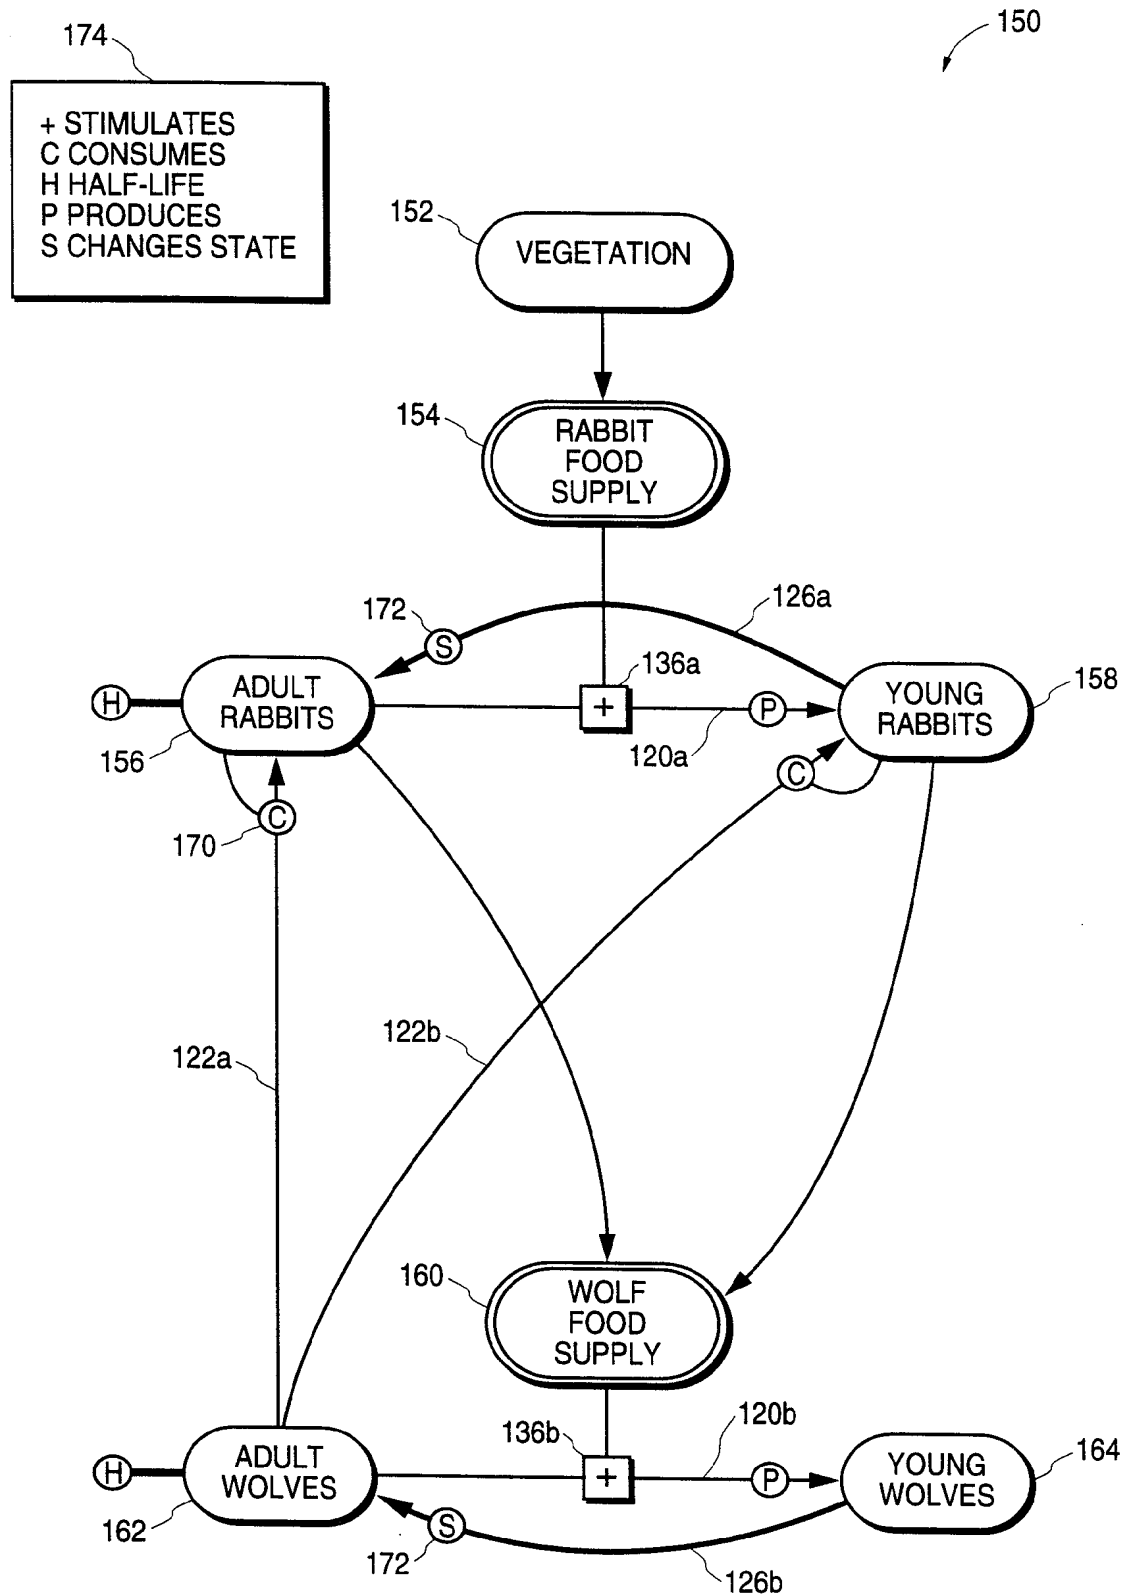 174
150
+ STIMULATES
C CONSUMES
H HALF-LIFE
P PRODUCES
S CHANGES STATE
152
VEGETATION
154
RABBIT
FOOD
SUPPLY
126a
172
S
136a
H
ADULT
RABBITS
+
P
YOUNG
RABBITS
158
156
120a
C
C
170
122a
122b
160
WOLF
FOOD
SUPPLY
136b
120b
H
ADULT
WOLVES
+
P
YOUNG
WOLVES
164
162
S
172
126b